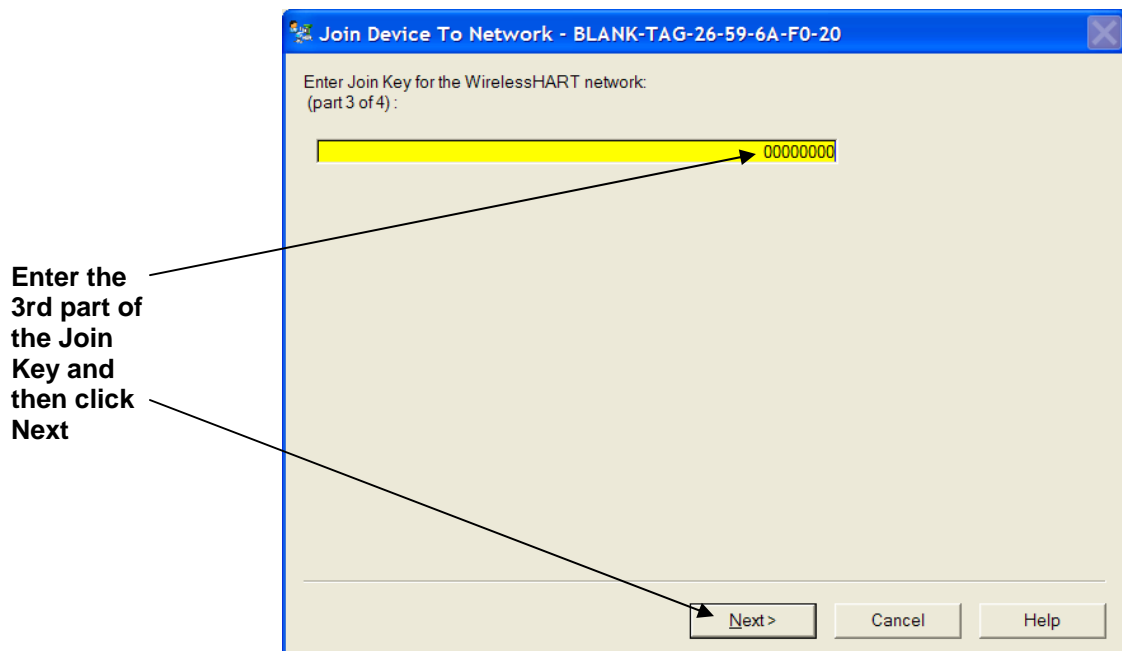 Join Device To Network - BLANK-TAG-26-59-6A-F0-20
Enter Join Key for the WirelessHART network:
(part 3 of 4) :
00000000
Enter the
3rd part of
the Join
Key and
then click
Next
Next >
Cancel
Help